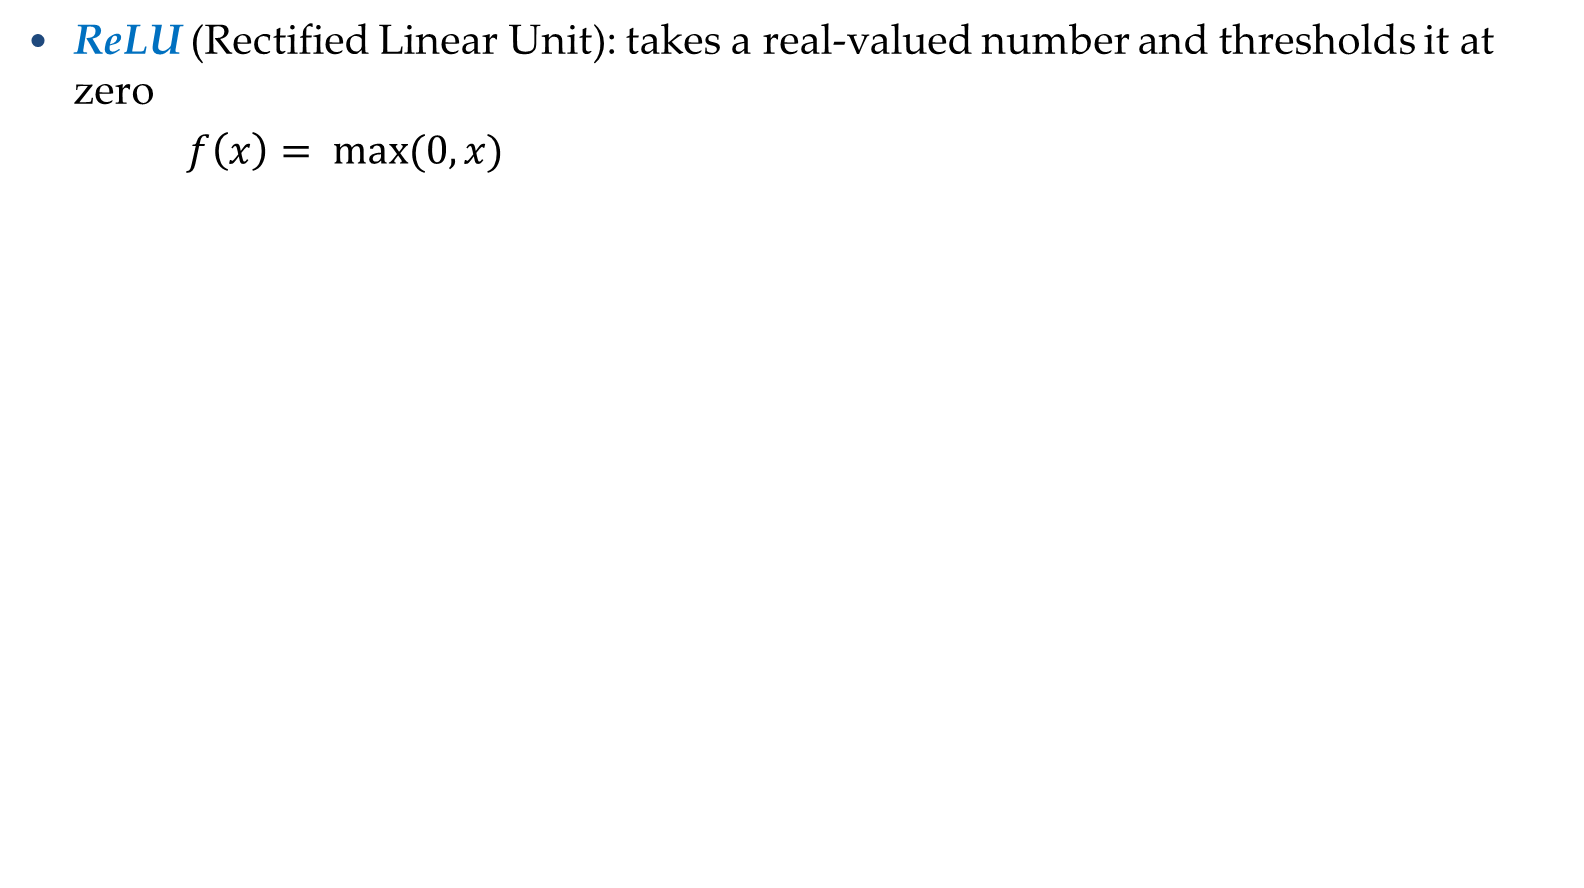 • ReLU (Rectified Linear Unit): takes a real-valued number and thresholds it at
zero
f(x) = max(0, x)